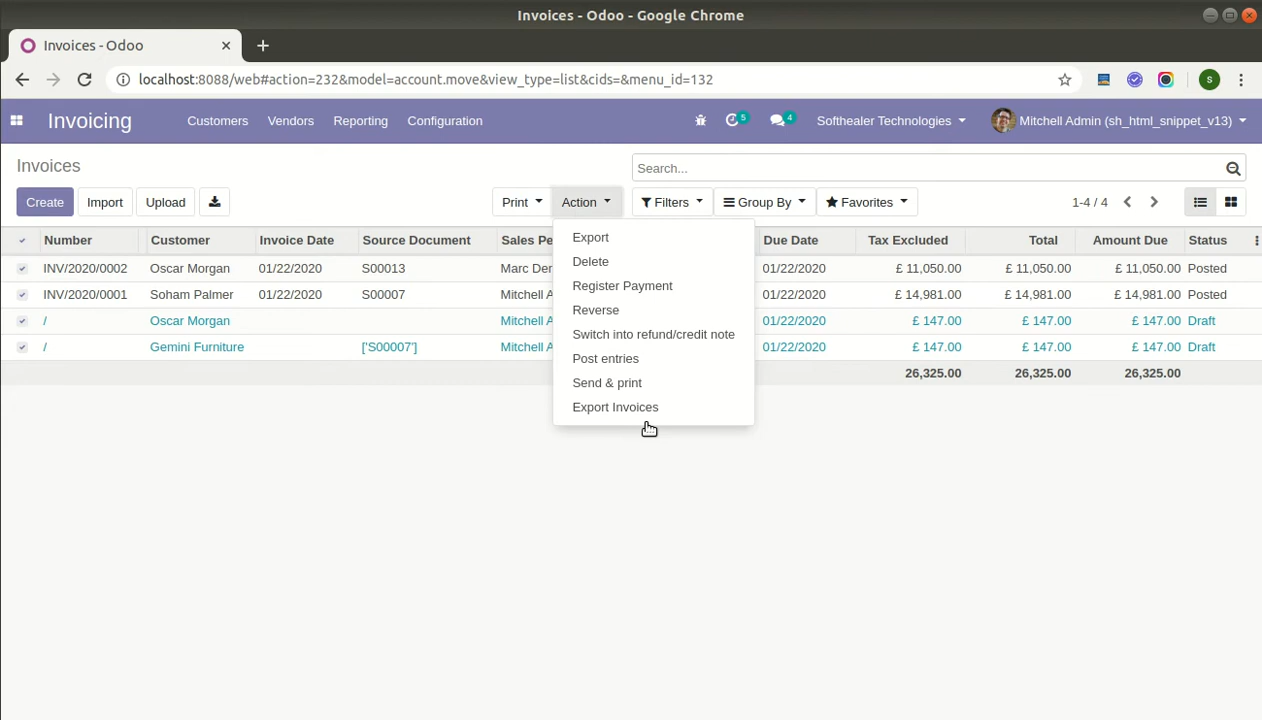 Invoices - Odoo - Google Chrome
Invoices - Odoo
localhost:8088/web#action=232&model=account.move&view_type=list&cids=&menu_id=132
S
Invoicing Customers Vendors Reporting Configuration 5 4 Softhealer Technologies Mitchell Admin (sh_html_snippet_v13)
Invoices Search...
Create Import Upload Print Action Filters Group By Favorites 1-4 / 4
Number Customer Invoice Date Source Document Sales Pe Due Date Tax Excluded Total Amount Due Status
INV/2020/0002 Oscar Morgan 01/22/2020 S00013 Marc Der 01/22/2020 £ 11,050.00 £ 11,050.00 £ 11,050.00 Posted
INV/2020/0001 Soham Palmer 01/22/2020 S00007 Mitchell A 01/22/2020 £ 14,981.00 £ 14,981.00 £ 14,981.00 Posted
/ Oscar Morgan Mitchell A 01/22/2020 £ 147.00 £ 147.00 £ 147.00 Draft
/ Gemini Furniture ['S00007'] Mitchell A 01/22/2020 £ 147.00 £ 147.00 £ 147.00 Draft
26,325.00 26,325.00 26,325.00
Export
Delete
Register Payment
Reverse
Switch into refund/credit note
Post entries
Send & print
Export Invoices